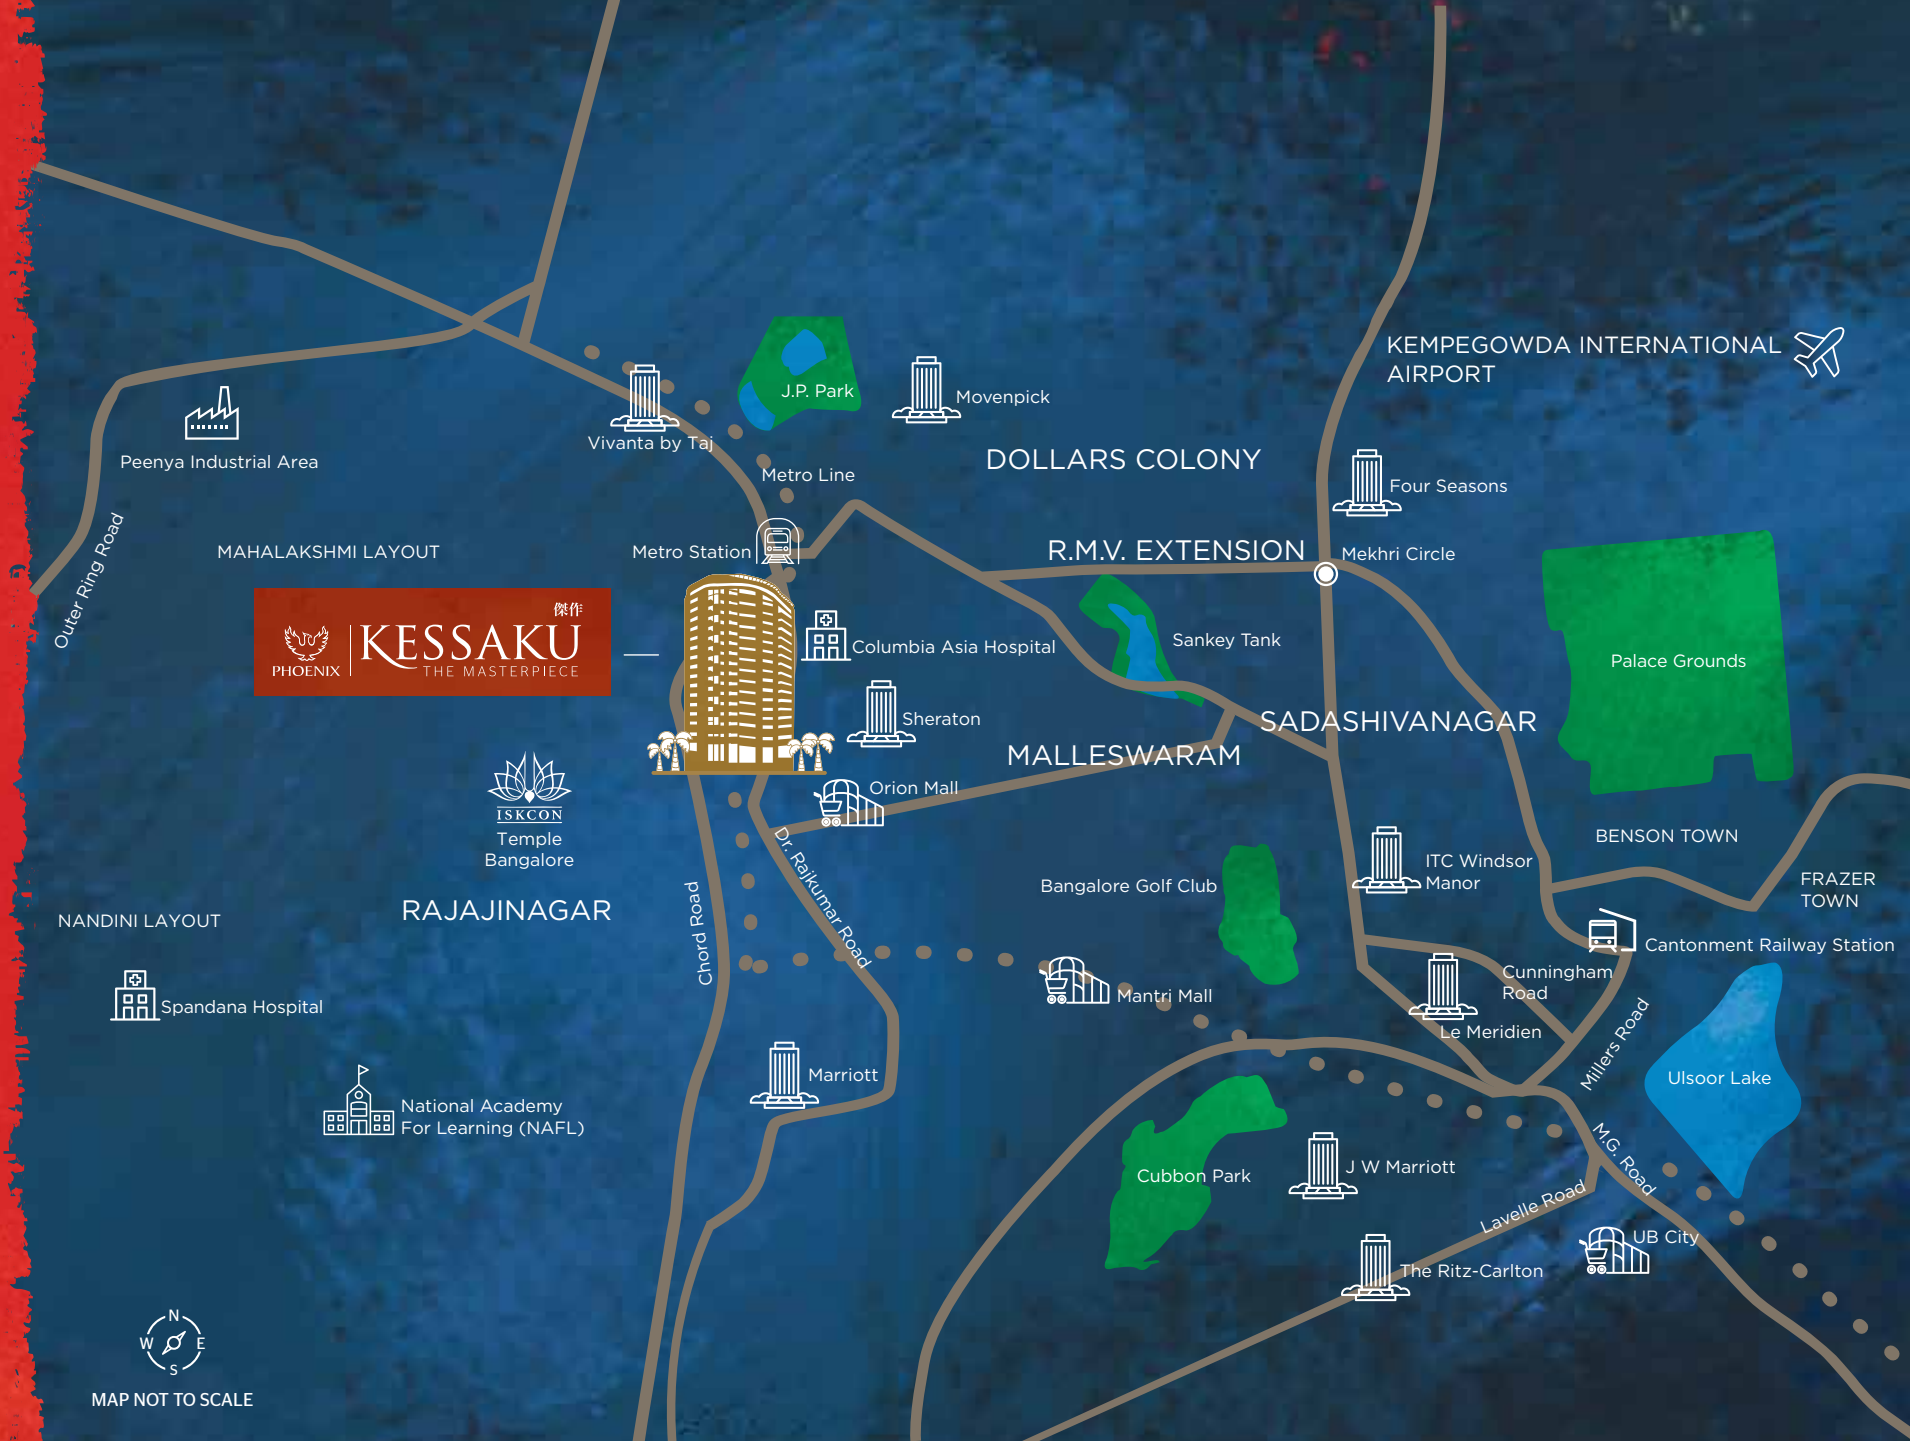 KEMPEGOWDA INTERNATIONAL
AIRPORT
J.P. Park
Movenpick
Vivanta by Taj
DOLLARS COLONY
Peenya Industrial Area
Metro Line
Four Seasons
Outer Ring Road
MAHALAKSHMI LAYOUT
Metro Station
R.M.V. EXTENSION
Mekhri Circle
傑作
PHOENIX
KESSAKU
THE MASTERPIECE
Columbia Asia Hospital
Sankey Tank
Palace Grounds
Sheraton
SADASHIVANAGAR
MALLESWARAM
Orion Mall
ISKCON
Temple
Bangalore
Dr. Rajkumar Road
BENSON TOWN
ITC Windsor
Manor
Bangalore Golf Club
FRAZER
TOWN
RAJAJINAGAR
NANDINI LAYOUT
Chord Road
Cantonment Railway Station
Cunningham
Road
Mantri Mall
Spandana Hospital
Le Meridien
Millers Road
Marriott
Ulsoor Lake
National Academy
For Learning (NAFL)
M.G. Road
Cubbon Park
J W Marriott
Lavelle Road
UB City
The Ritz-Carlton
N
W E
S
MAP NOT TO SCALE